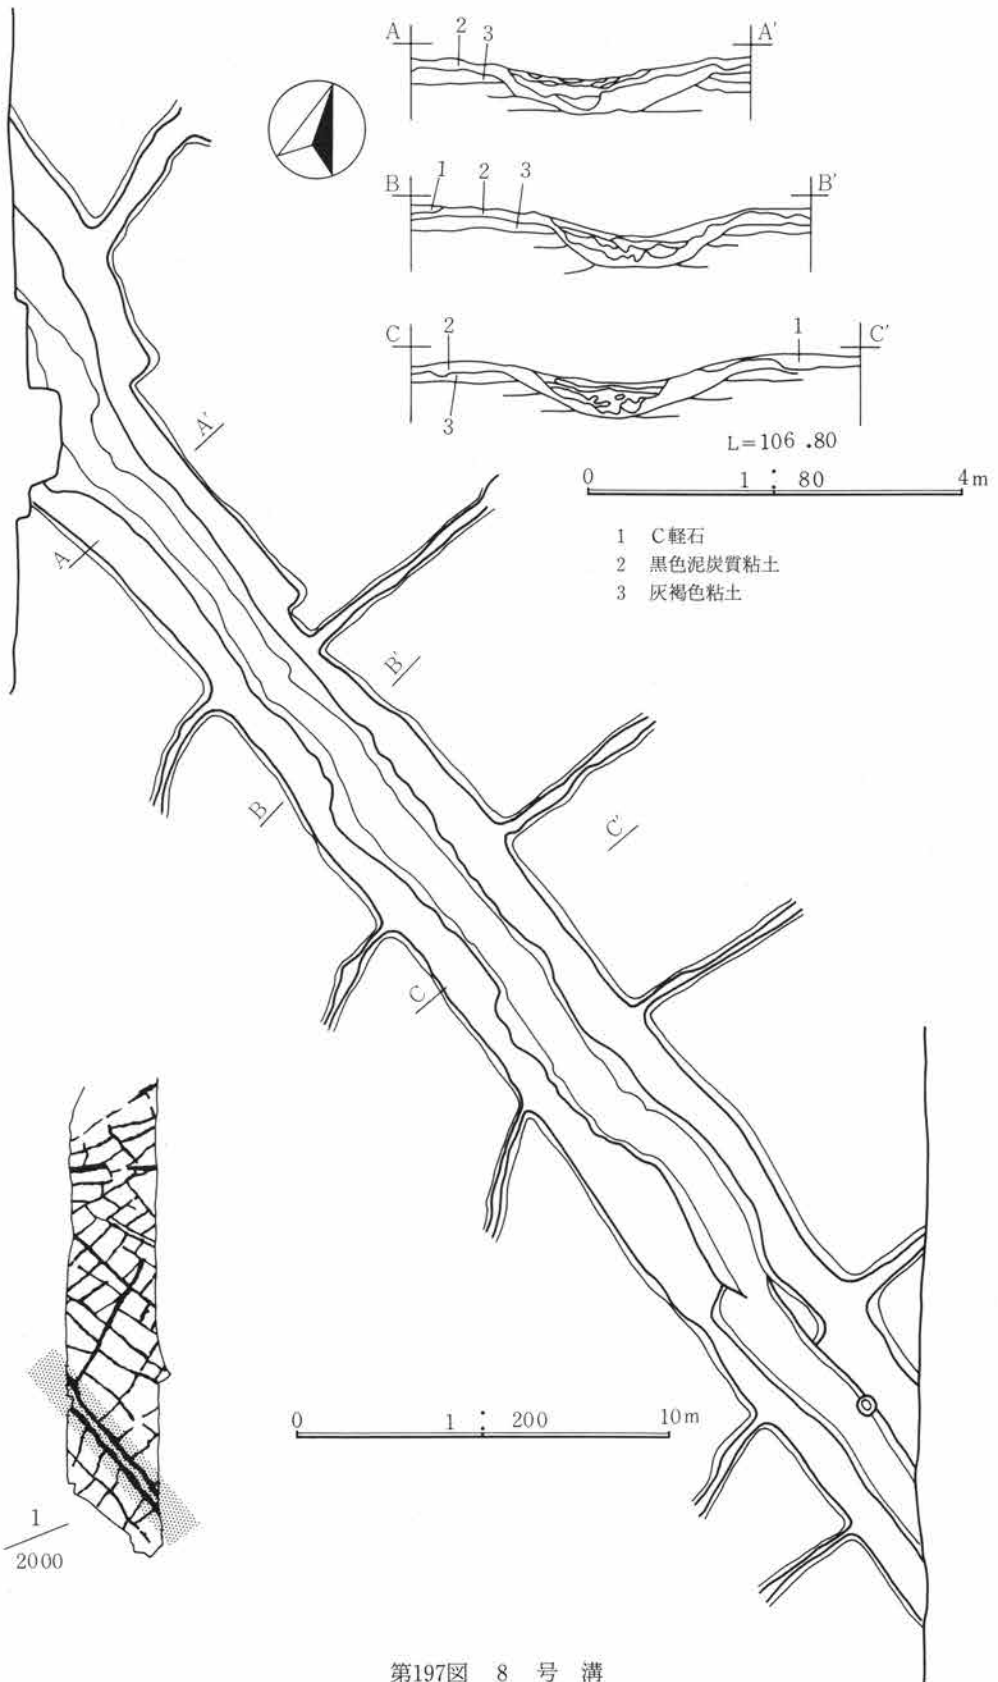 A 2 3 A'
B 1 2 3 B'
C 2 3 1 C'
L=106.80
0 1:80 4m
1 C軽石
2 黒色泥炭質粘土
3 灰褐色粘土
A'
A
B'
B
C'
C
0 1:200 10m
1
2000
第197図 8 号 溝